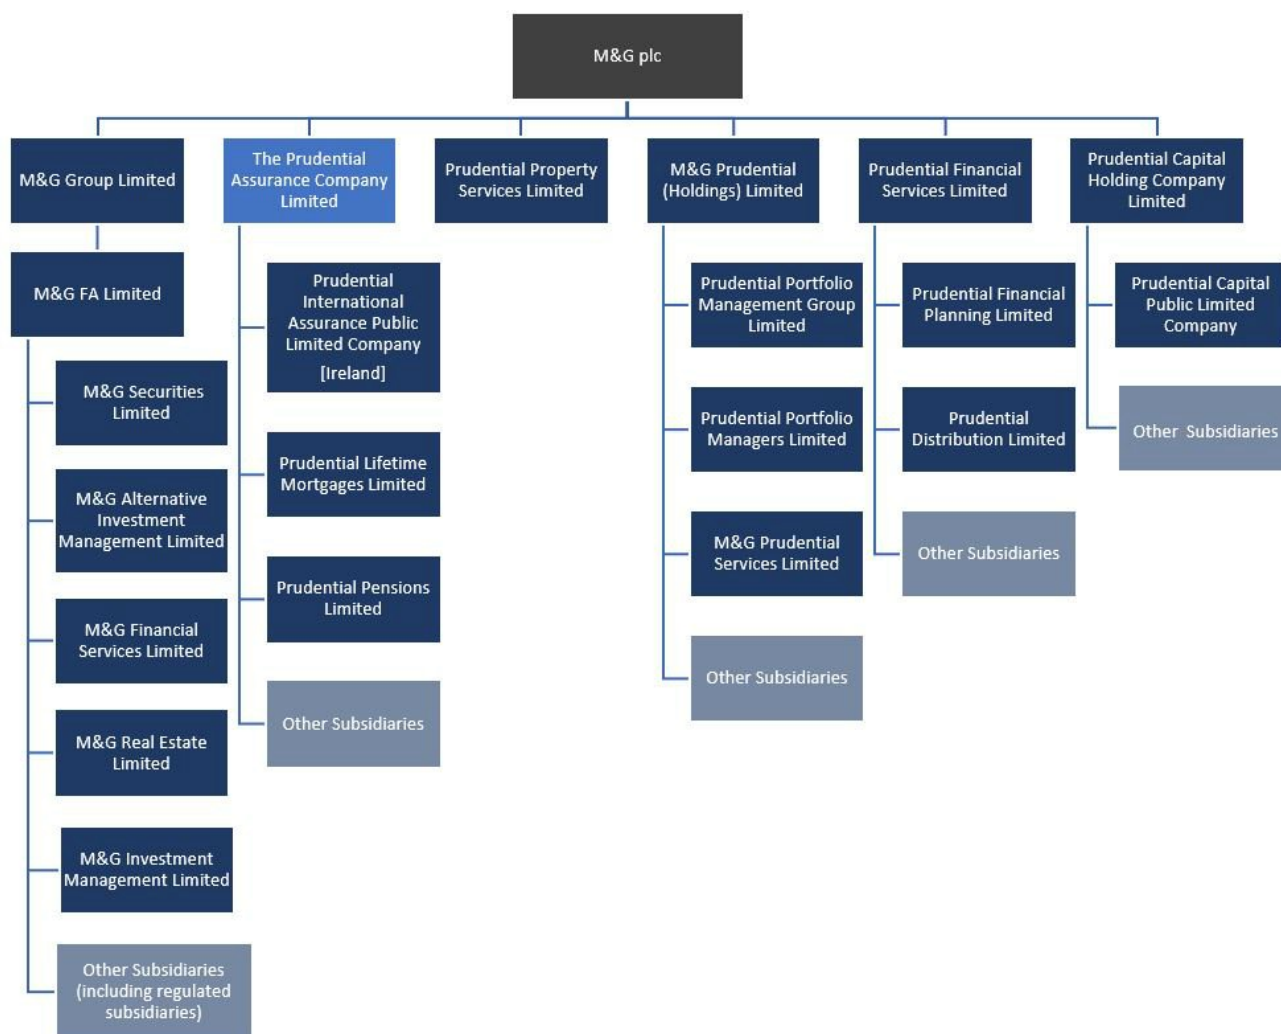 M&G plc
M&G Group Limited
The Prudential
Assurance Company
Limited
Prudential Property
Services Limited
M&G Prudential
(Holdings) Limited
Prudential Financial
Services Limited
Prudential Capital
Holding Company
Limited
M&G FA Limited
M&G Securities
Limited
M&G Alternative
Investment
Management Limited
M&G Financial
Services Limited
M&G Real Estate
Limited
M&G Investment
Management Limited
Other Subsidiaries
(including regulated
subsidiaries)
Prudential
International
Assurance Public
Limited Company
[Ireland]
Prudential Lifetime
Mortgages Limited
Prudential Pensions
Limited
Other Subsidiaries
Prudential Portfolio
Management Group
Limited
Prudential Portfolio
Managers Limited
M&G Prudential
Services Limited
Other Subsidiaries
Prudential Financial
Planning Limited
Prudential
Distribution Limited
Other Subsidiaries
Prudential Capital
Public Limited
Company
Other Subsidiaries